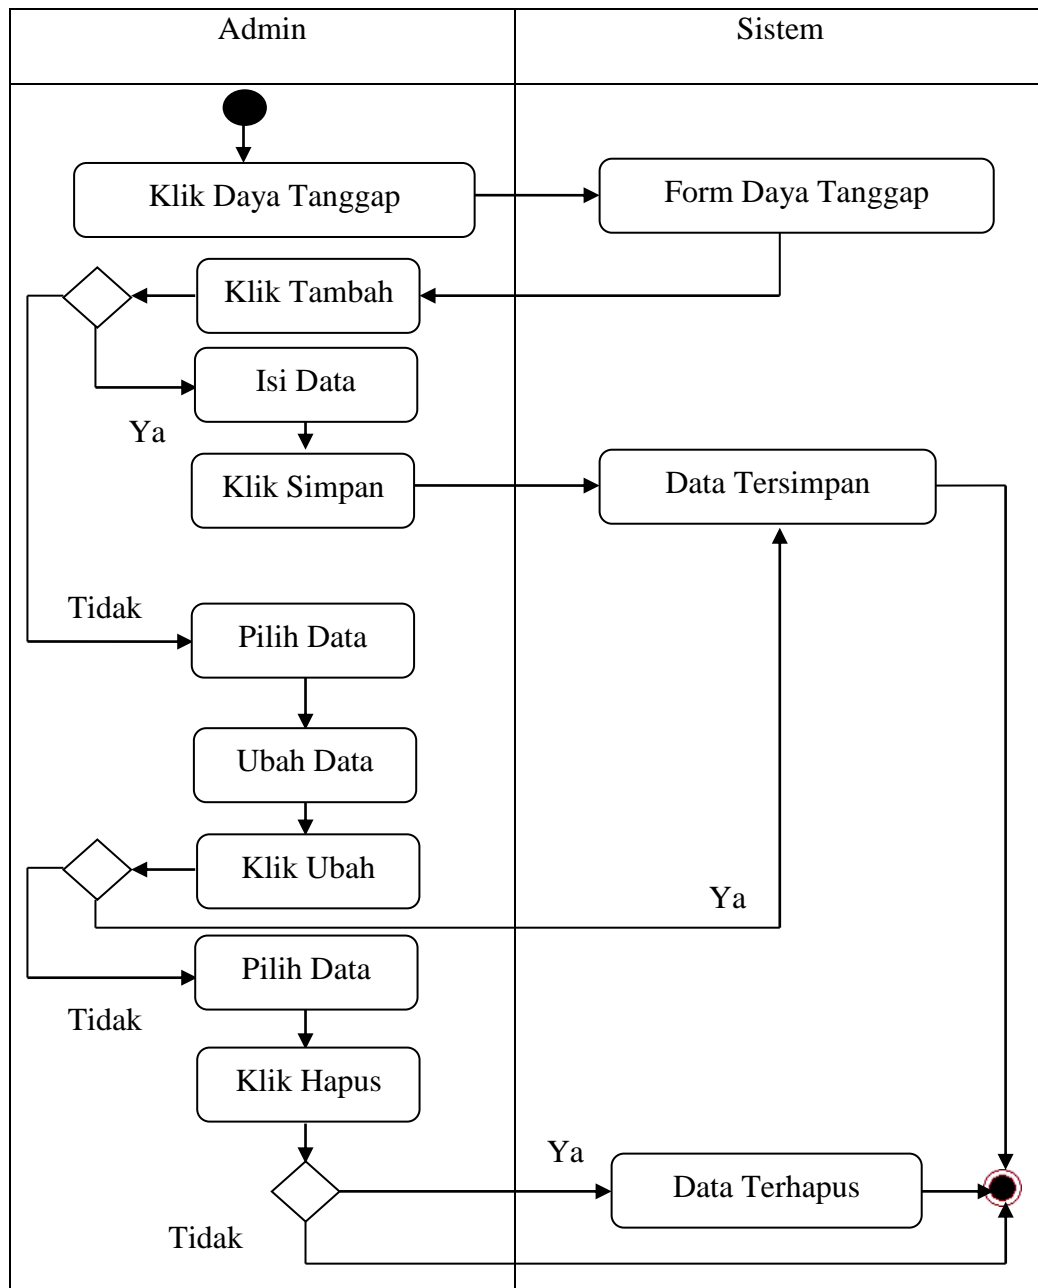 Admin
Sistem
Klik Daya Tanggap
Form Daya Tanggap
Klik Tambah
Isi Data
Ya
Klik Simpan
Data Tersimpan
Tidak
Pilih Data
Ubah Data
Klik Ubah
Ya
Pilih Data
Tidak
Klik Hapus
Ya
Data Terhapus
Tidak